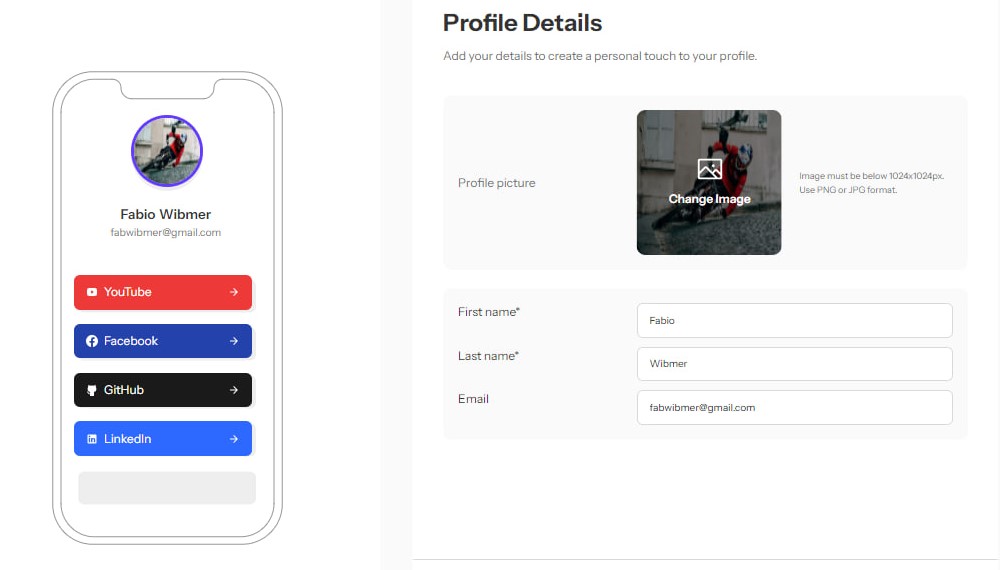 Fabio Wibmer
fabwibmer@gmail.com
YouTube
Facebook
GitHub
LinkedIn
Profile Details
Add your details to create a personal touch to your profile.
Profile picture
Change Image
Image must be below 1024x1024px.
Use PNG or JPG format.
First name*
Fabio
Last name*
Wibmer
Email
fabwibmer@gmail.com